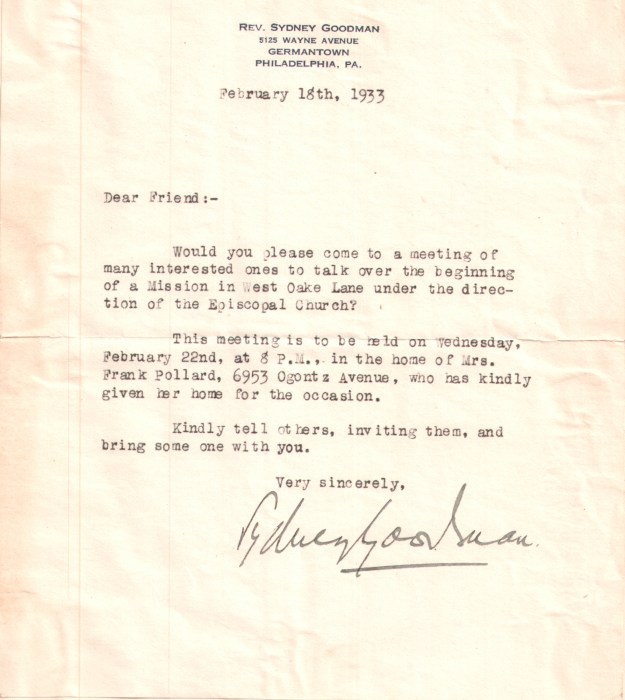 REV. SYDNEY GOODMAN
5125 WAYNE AVENUE
GERMANTOWN
PHILADELPHIA, PA.
February 18th, 1933
Dear Friend:-
Would you please come to a meeting of
many interested ones to talk over the beginning
of a Mission in West Oake Lane under the direc-
tion of the Episcopal Church?
This meeting is to be held on Wednesday,
February 22nd, at 8 P.M., in the home of Mrs.
Frank Pollard, 6953 Ogontz Avenue, who has kindly
given her home for the occasion.
Kindly tell others, inviting them, and
bring some one with you.
Very sincerely,
Sydney Goodman.